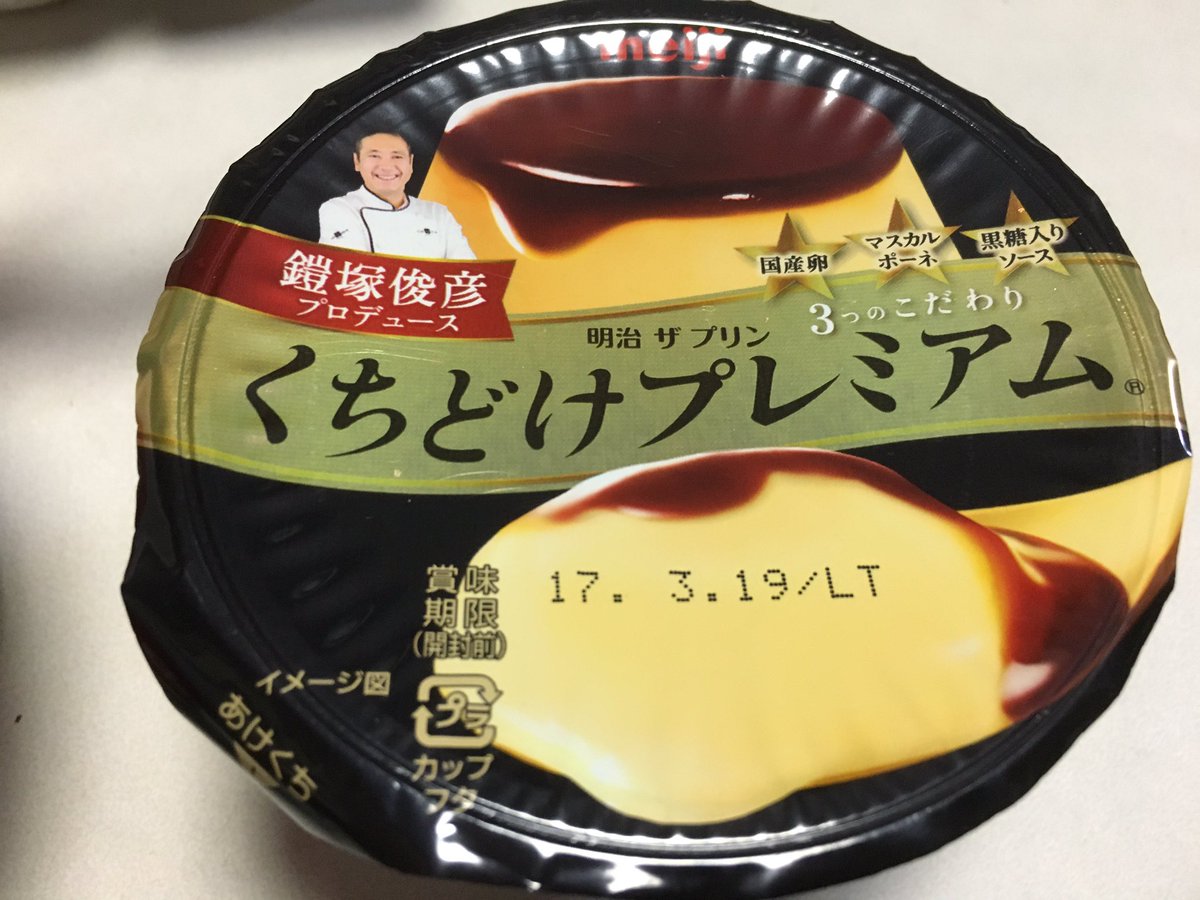 meiji
国産卵
マスカル
ポーネ
黒糖入り
ソース
鎧塚俊彦
プロデュース
3つのこだわり
明治 ザ プリン
くちどけプレミアム®
賞味
期限
(開封前)
17. 3.19/LT
イメージ図
あけくち
プラ
カップ
フタ